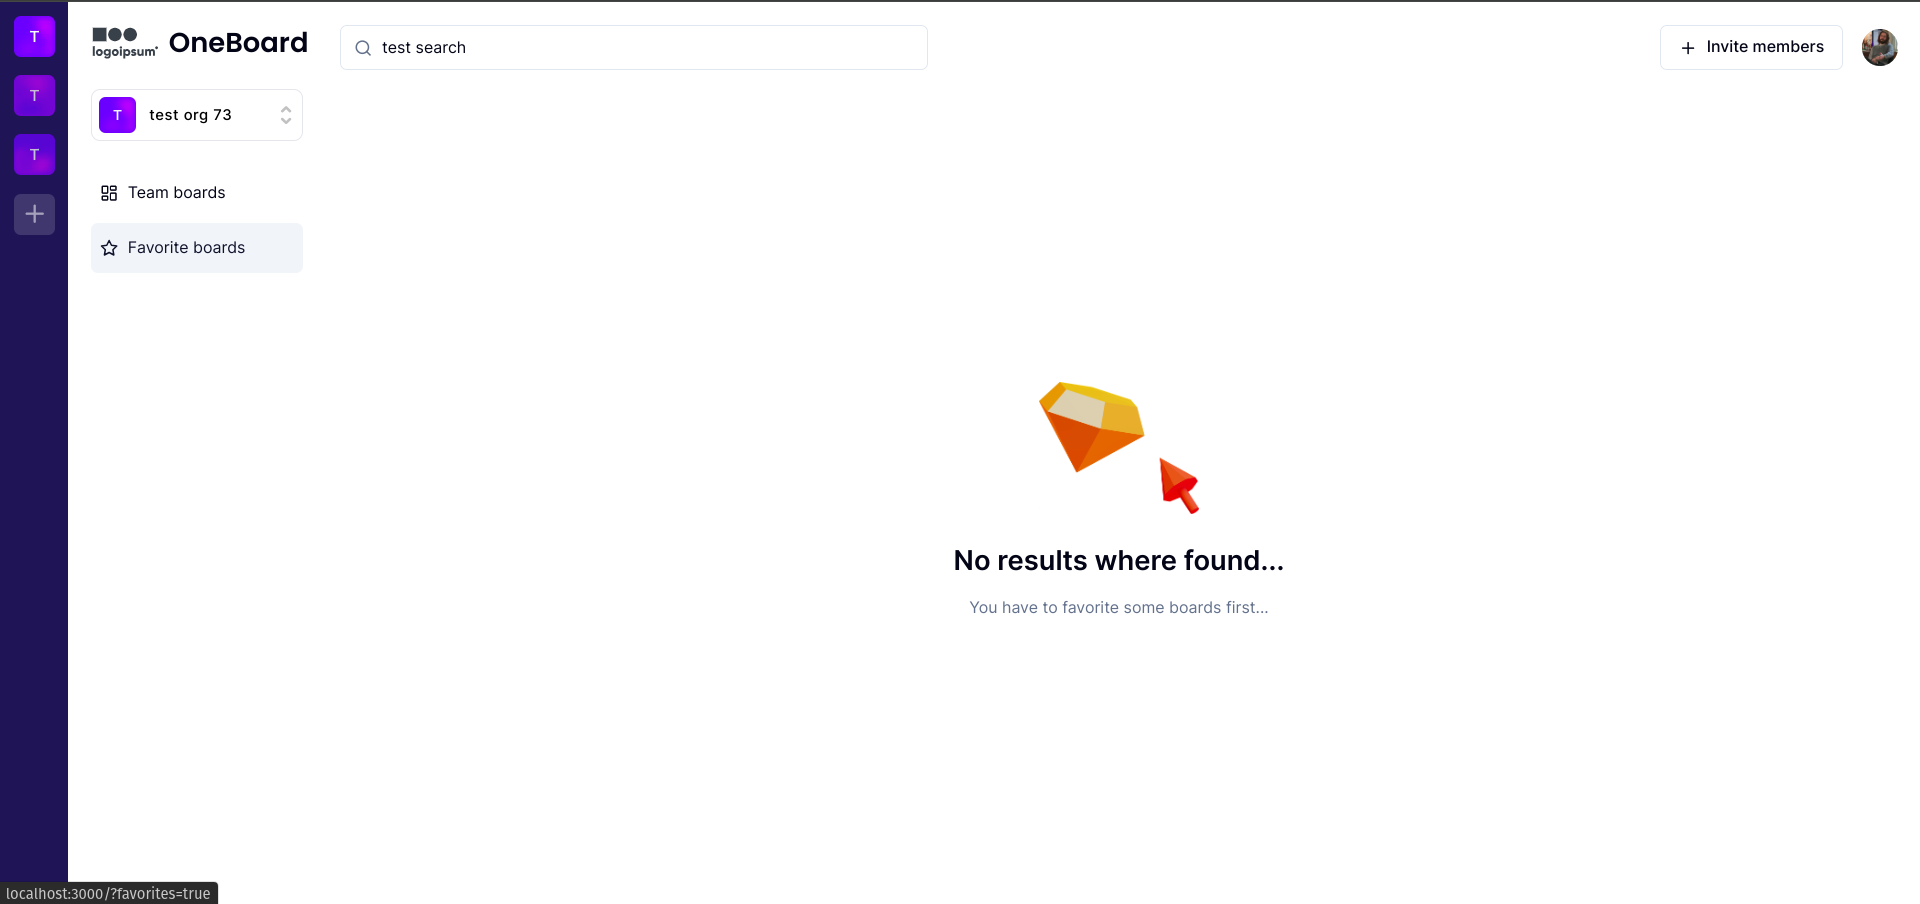 T
T
T
logoipsum
OneBoard
test search
Invite members
T
test org 73
Team boards
Favorite boards
No results where found...
You have to favorite some boards first...
localhost:3000/?favorites=true